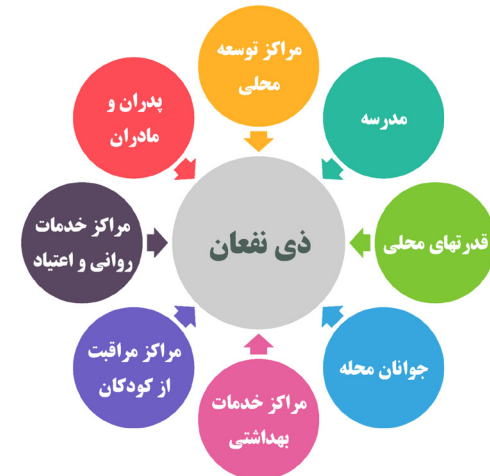 مراکز توسعه
محلی
مدرسه
قدرتهای محلی
جوانان محله
مراکز خدمات
بهداشتی
مراکز مراقبت
از کودکان
مراکز خدمات
روانی و اعتیاد
پدران و
مادران
ذی نفعان